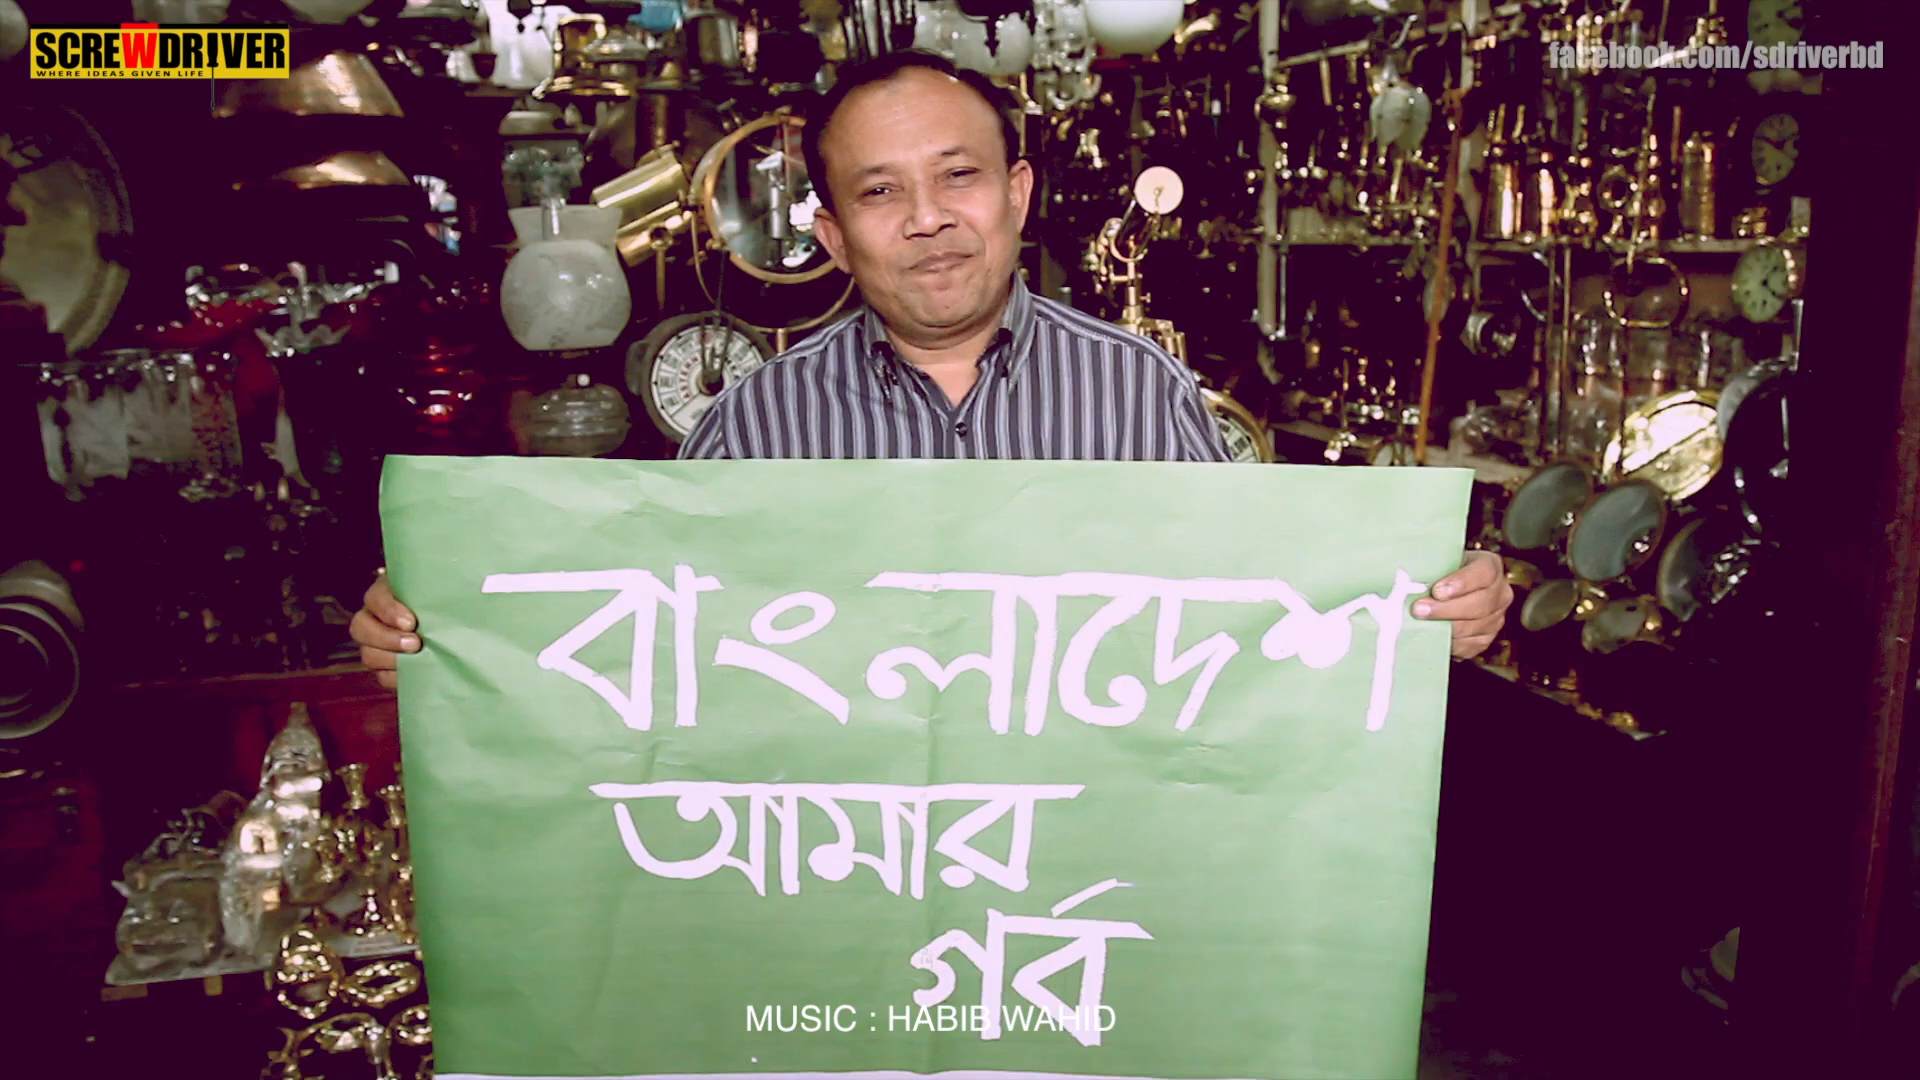 SCREWDRIVER
WHERE IDEAS GIVEN LIFE
facebook.com/sdriverbd
বাংলাদেশ
আমার
গর্ব
MUSIC : HABIB WAHID